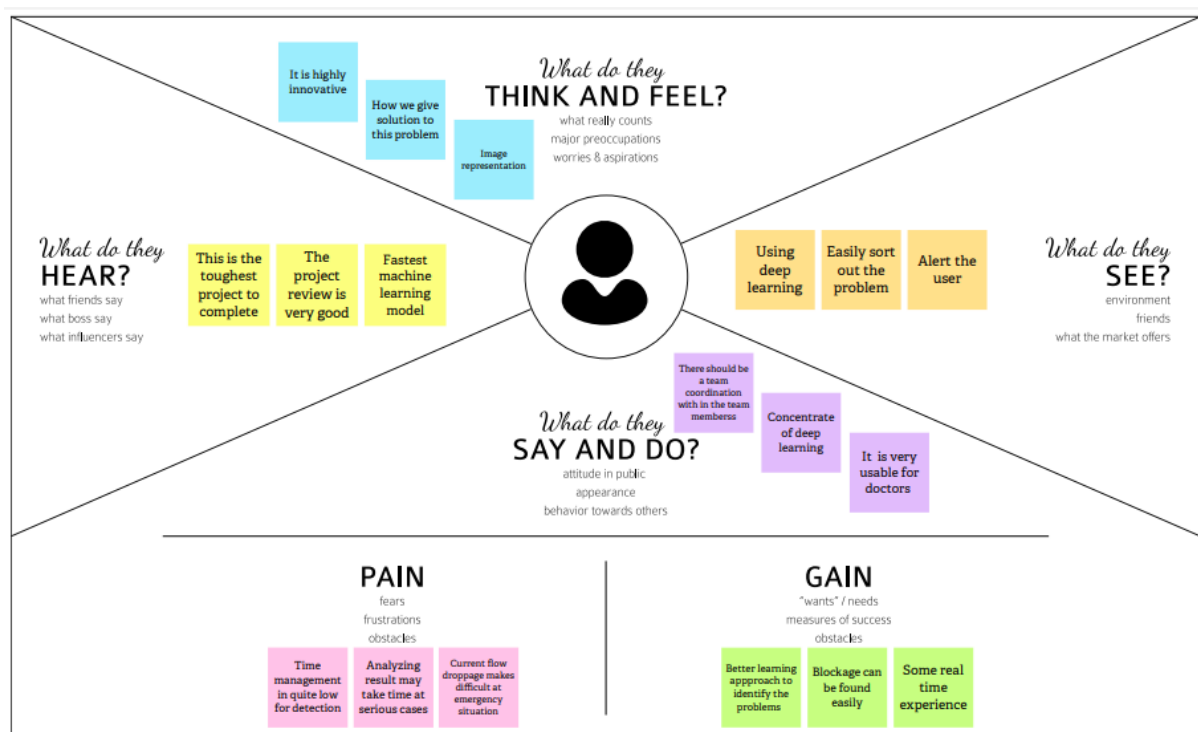 What do they
THINK AND FEEL?
what really counts
major preoccupations
worries & aspirations
It is highly
innovative
How we give
solution to
this problem
Image
representation
What do they
HEAR?
what friends say
what boss say
what influencers say
This is the
toughest
project to
complete
The
project
review is
very good
Fastest
machine
learning
model
Using
deep
learning
Easily sort
out the
problem
Alert the
user
What do they
SEE?
environment
friends
what the market offers
What do they
SAY AND DO?
attitude in public
appearance
behavior towards others
There should be
a team
coordination
with in the team
memberss
Concentrate
of deep
learning
It is very
usable for
doctors
PAIN
fears
frustrations
obstacles
Time
management
in quite low
for detection
Analyzing
result may
take time at
serious cases
Current flow
droppage makes
difficult at
emergency
situation
GAIN
"wants" / needs
measures of success
obstacles
Better learning
appproach to
identify the
problems
Blockage can
be found
easily
Some real
time
experience